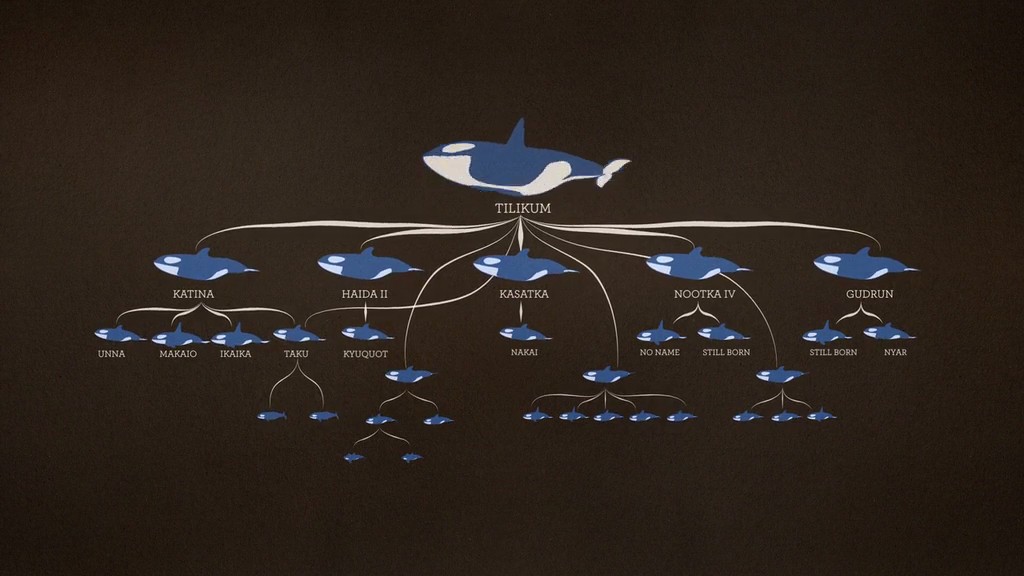 TILIKUM
KATINA
HAIDA II
KASATKA
NOOTKA IV
GUDRUN
UNNA
MAKAIO
IKAIKA
TAKU
KYUQUOT
NAKAI
NO NAME
STILL BORN
STILL BORN
NYAR